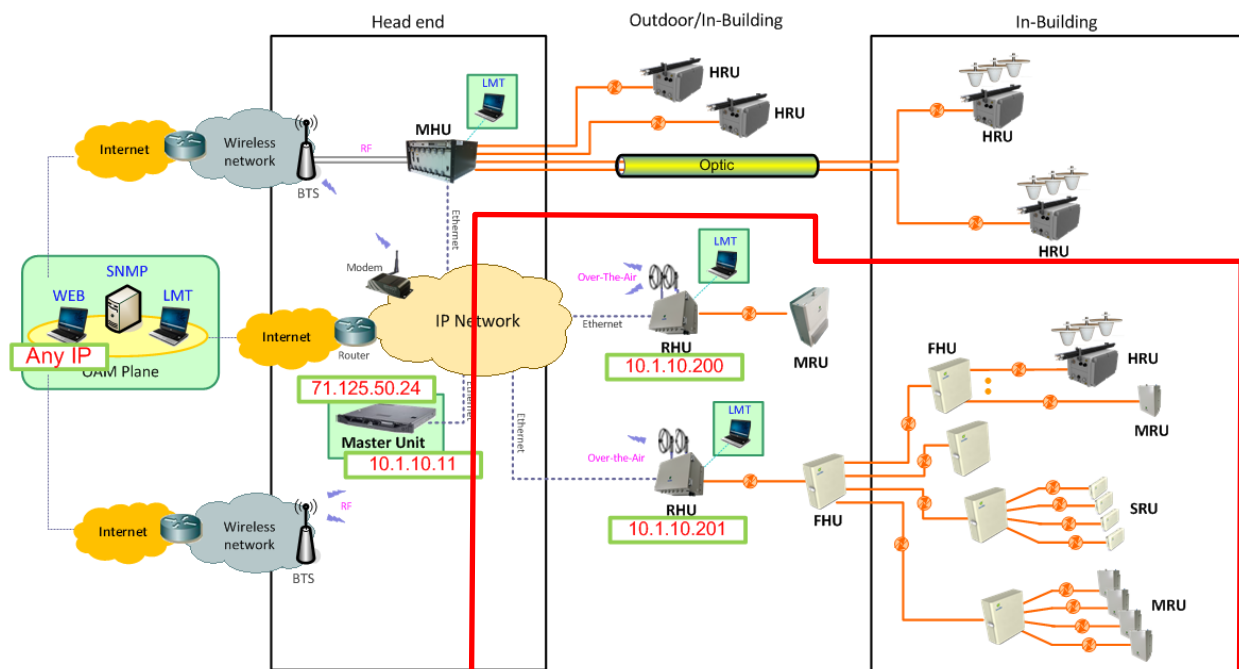 Head end
Outdoor/In-Building
In-Building
LMT
HRU
HRU
MHU
HRU
Internet
Wireless
network
RF
BTS
Optic
Ethernet
HRU
SNMP
WEB
LMT
Any IP
OAM Plane
Internet
Modem
Router
IP Network
Ethernet
Over-The-Air
LMT
RHU
10.1.10.200
MRU
71.125.50.24
Master Unit
10.1.10.11
Ethernet
Ethernet
Over-the-Air
LMT
RHU
10.1.10.201
FHU
FHU
HRU
MRU
SRU
MRU
Internet
Wireless
network
RF
BTS